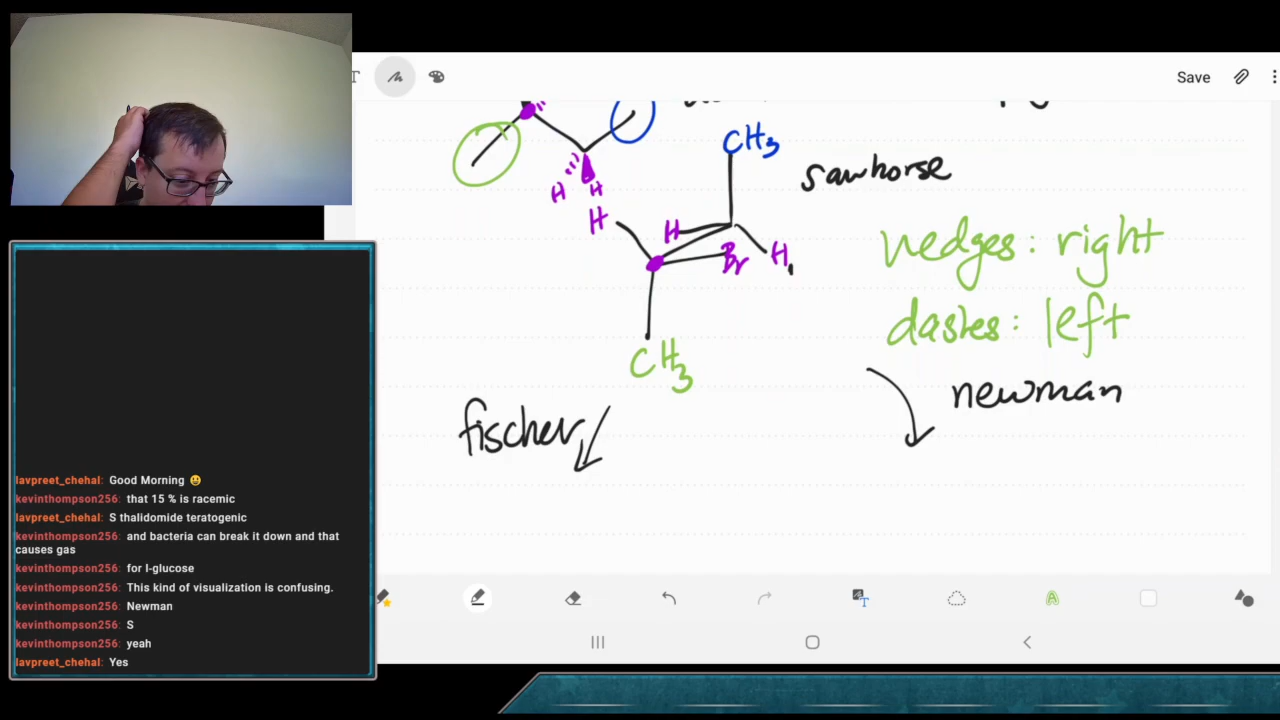 T
Save
CH3
sawhorse
H
H
H
H
Br
H
wedges: right
dashes: left
CH3
newman
fischer
lavpreet_chehal: Good Morning 😃
kevinthompson256: that 15 % is racemic
lavpreet_chehal: S thalidomide teratogenic
kevinthompson256: and bacteria can break it down and that
causes gas
kevinthompson256: for l-glucose
kevinthompson256: This kind of visualization is confusing.
kevinthompson256: Newman
kevinthompson256: S
kevinthompson256: yeah
lavpreet_chehal: Yes